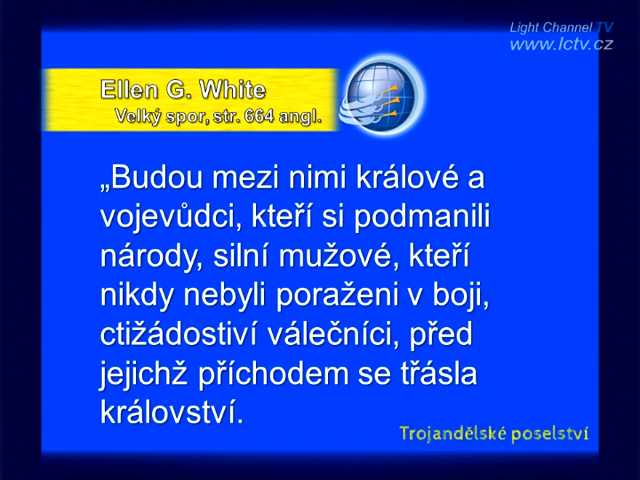 Light Channel TV
www.lctv.cz
Ellen G. White
Velký spor, str. 664 angl.
„Budou mezi nimi králové a
vojevůdci, kteří si podmanili
národy, silní mužové, kteří
nikdy nebyli poraženi v boji,
ctižádostiví válečníci, před
jejichž příchodem se třásla
království.
Trojandělské poselství